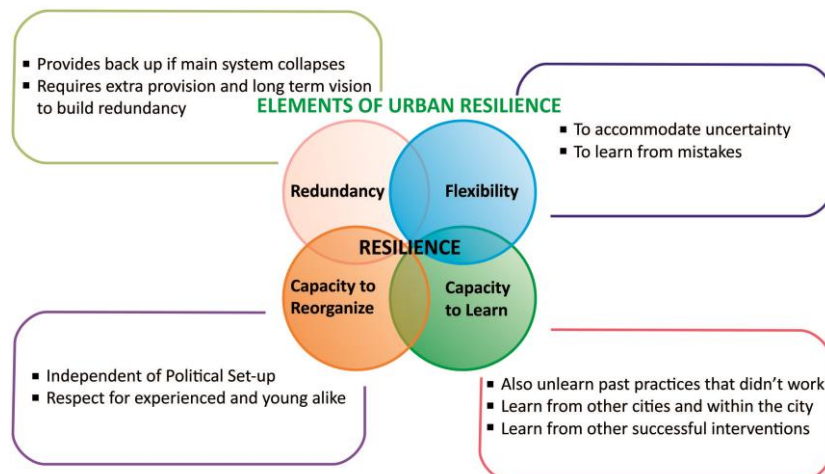 ▪ Provides back up if main system collapses
▪ Requires extra provision and long term vision
to build redundancy
ELEMENTS OF URBAN RESILIENCE
▪ To accommodate uncertainty
▪ To learn from mistakes
Redundancy
Flexibility
RESILIENCE
Capacity to
Reorganize
Capacity
to Learn
▪ Independent of Political Set-up
▪ Respect for experienced and young alike
▪ Also unlearn past practices that didn't work
▪ Learn from other cities and within the city
▪ Learn from other successful interventions